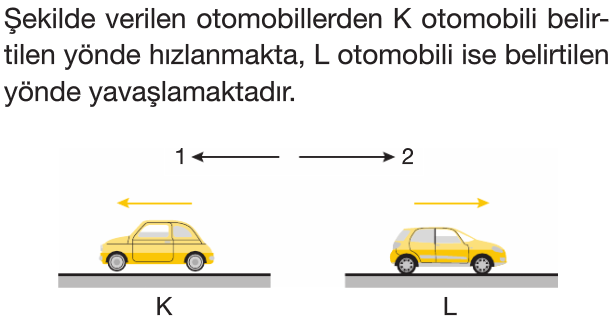 Şekilde verilen otomobillerden K otomobili belir-
tilen yönde hızlanmakta, L otomobili ise belirtilen
yönde yavaşlamaktadır.
1 2
K L